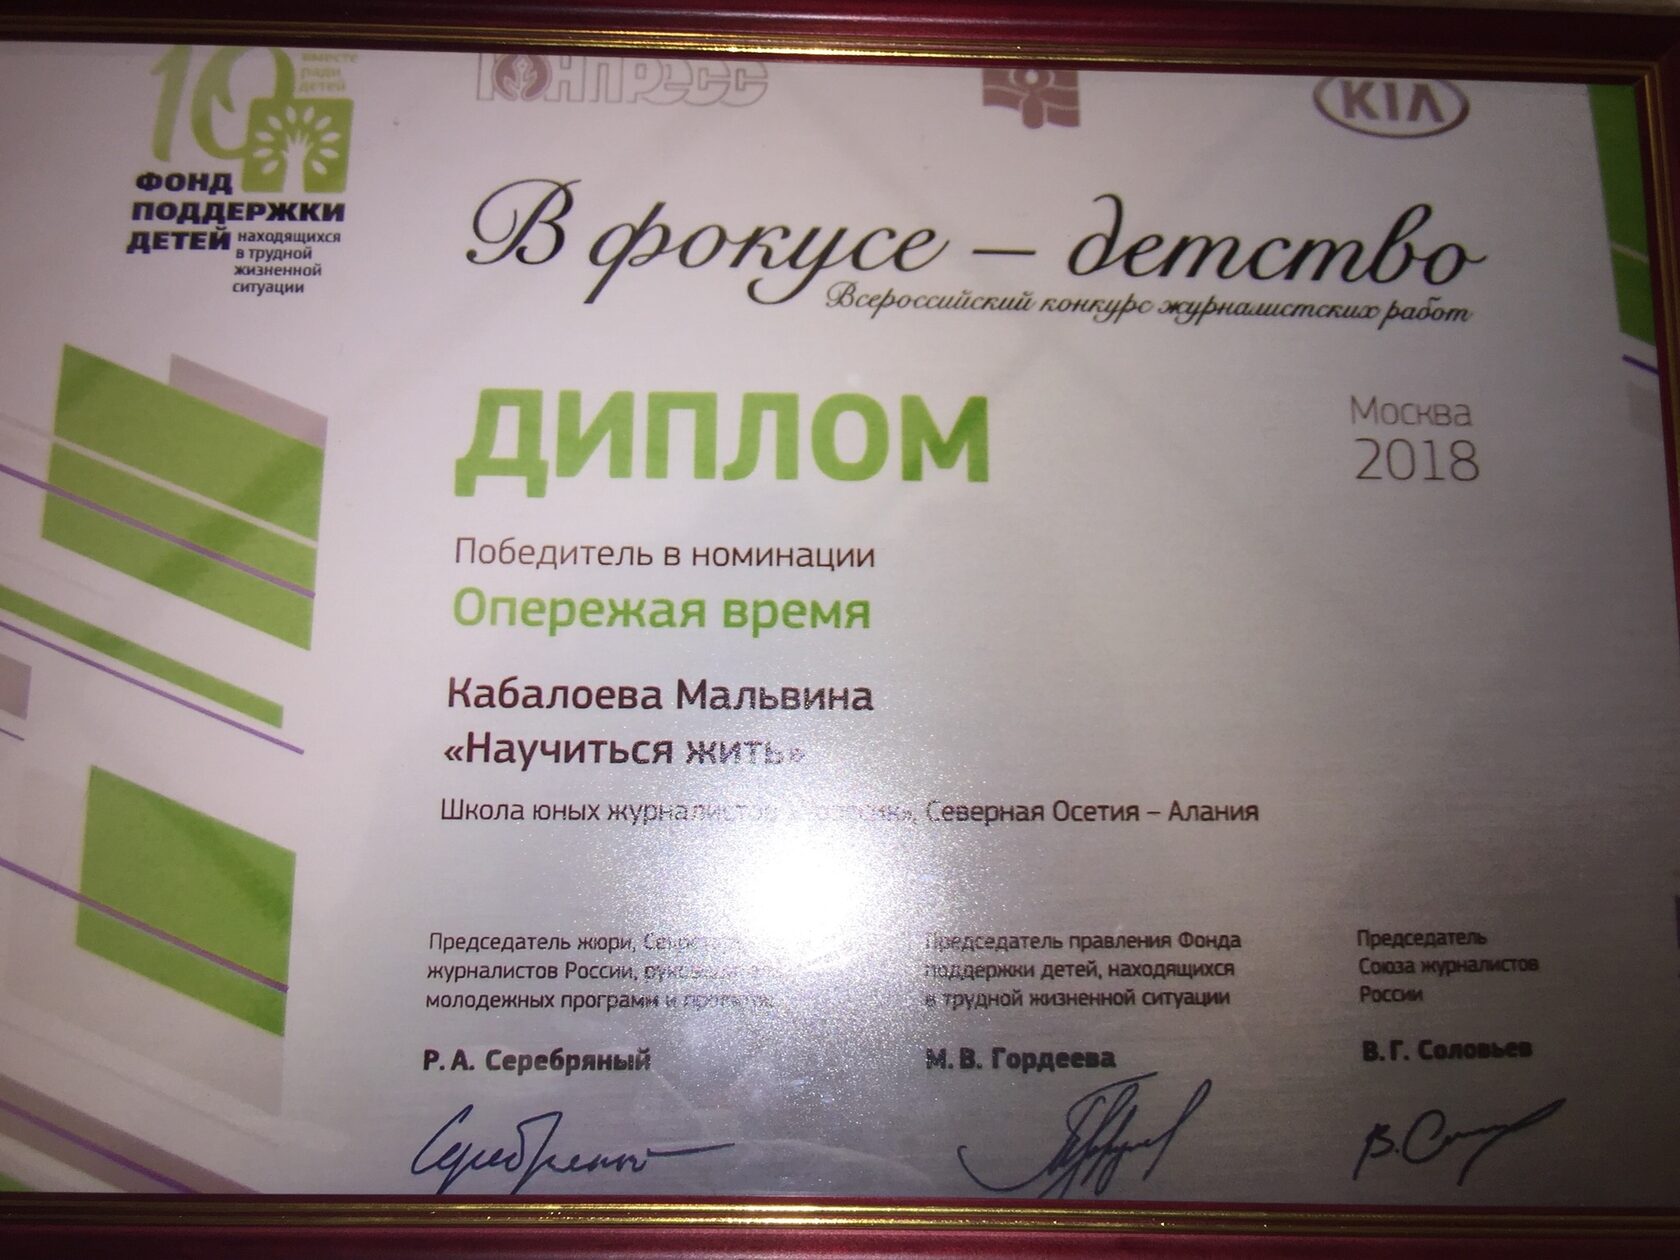 10
вместе
ради
детей
ЮНПРЕСС
KIA
ФОНД
ПОДДЕРЖКИ
ДЕТЕЙ находящихся
в трудной
жизненной
ситуации
В фокусе – детство
Всероссийский конкурс журналистских работ
ДИПЛОМ
Москва
2018
Победитель в номинации
Опережая время
Кабалоева Мальвина
«Научиться жить»
Школа юных журналистов Северная Осетия – Алания
Председатель жюри,
журналистов России,
молодежных программ и
Р. А. Серебряный
Председатель правления Фонда
поддержки детей, находящихся
в трудной жизненной ситуации
М. В. Гордеева
Председатель
Союза журналистов
России
В. Г. Соловьев